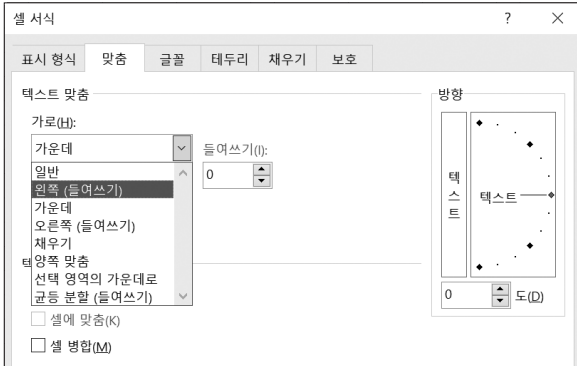 셀 서식 ? ×
표시 형식 맞춤 글꼴 테두리 채우기 보호
텍스트 맞춤
가로(H):
가운데
들여쓰기(I):
0
일반
왼쪽 (들여쓰기)
가운데
오른쪽 (들여쓰기)
채우기
양쪽 맞춤
선택 영역의 가운데로
균등 분할 (들여쓰기)
텍
셀에 맞춤(K)
셀 병합(M)
방향
텍스트
텍스트
0 도(D)